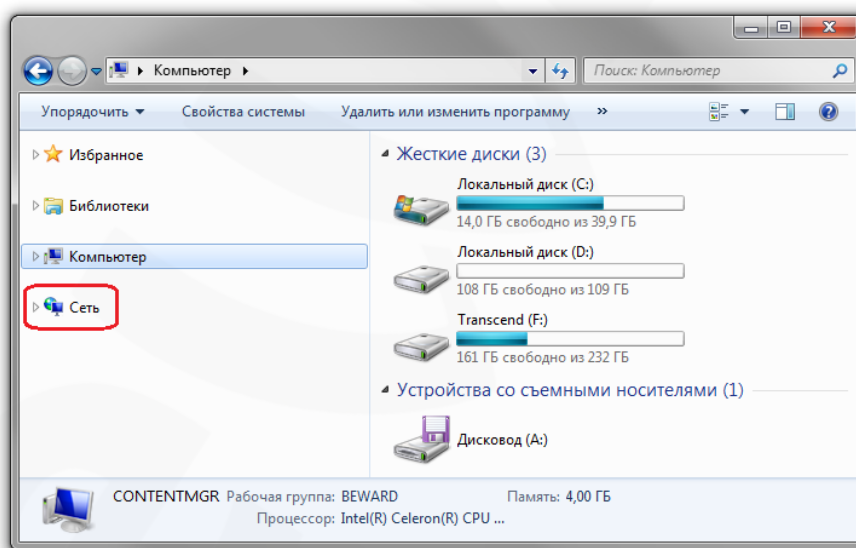 Компьютер
Поиск: Компьютер
Упорядочить
Свойства системы
Удалить или изменить программу
»
Избранное
Библиотеки
Компьютер
Сеть
Жесткие диски (3)
Локальный диск (C:)
14,0 ГБ свободно из 39,9 ГБ
Локальный диск (D:)
108 ГБ свободно из 109 ГБ
Transcend (F:)
161 ГБ свободно из 232 ГБ
Устройства со съемными носителями (1)
Дисковод (A:)
CONTENTMGR Рабочая группа: BEWARD Память: 4,00 ГБ
Процессор: Intel(R) Celeron(R) CPU ...